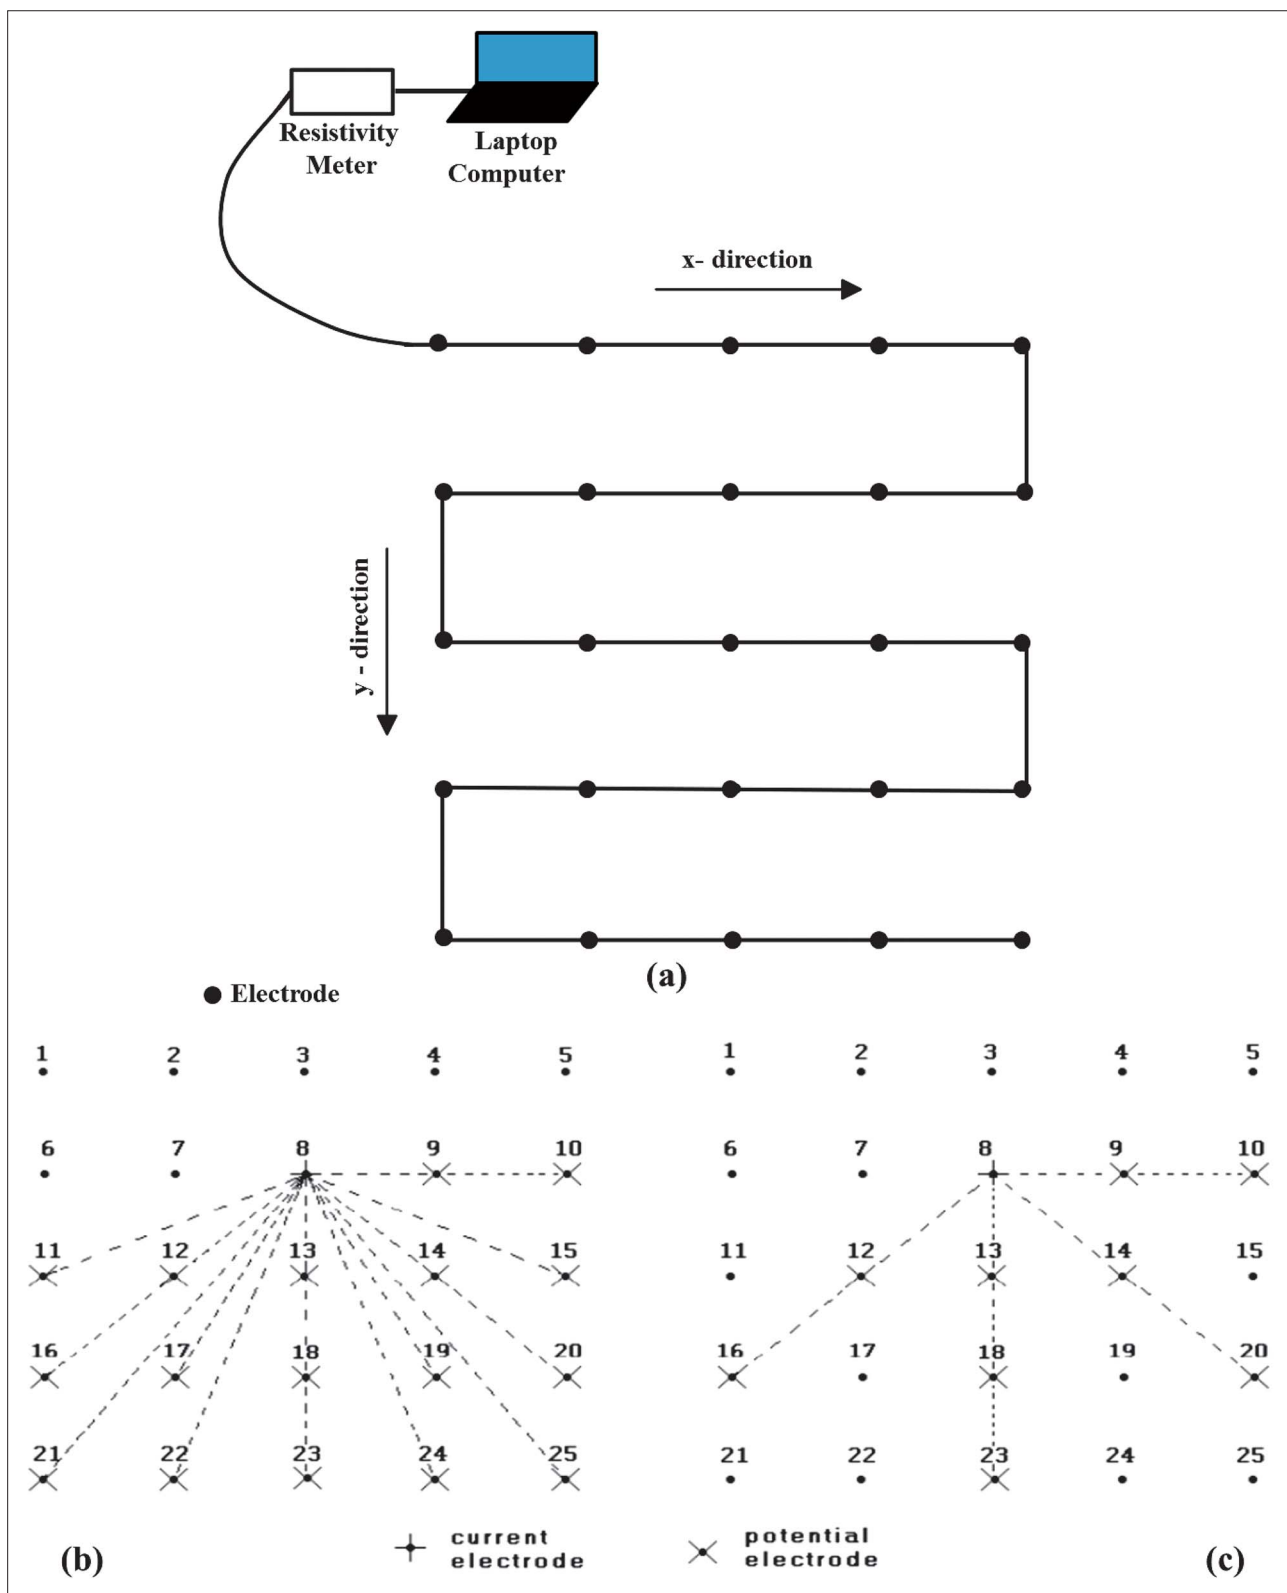 Resistivity
Meter
Laptop
Computer
x- direction
y - direction
(a)
Electrode
1 2 3 4 5
6 7 8 9 10
11 12 13 14 15
16 17 18 19 20
21 22 23 24 25
(b)
1 2 3 4 5
6 7 8 9 10
11 12 13 14 15
16 17 18 19 20
21 22 23 24 25
(c)
current
electrode
potential
electrode